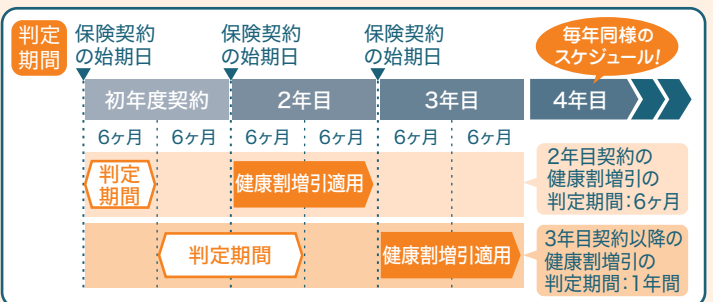 判定
期間
保険契約
の始期日
保険契約
の始期日
保険契約
の始期日
毎年同様の
スケジュール!
初年度契約
2年目
3年目
4年目
6ヶ月
6ヶ月
6ヶ月
6ヶ月
6ヶ月
6ヶ月
判定
期間
健康割増引適用
2年目契約の
健康割増引の
判定期間:6ヶ月
判定期間
健康割増引適用
3年目契約以降の
健康割増引の
判定期間:1年間